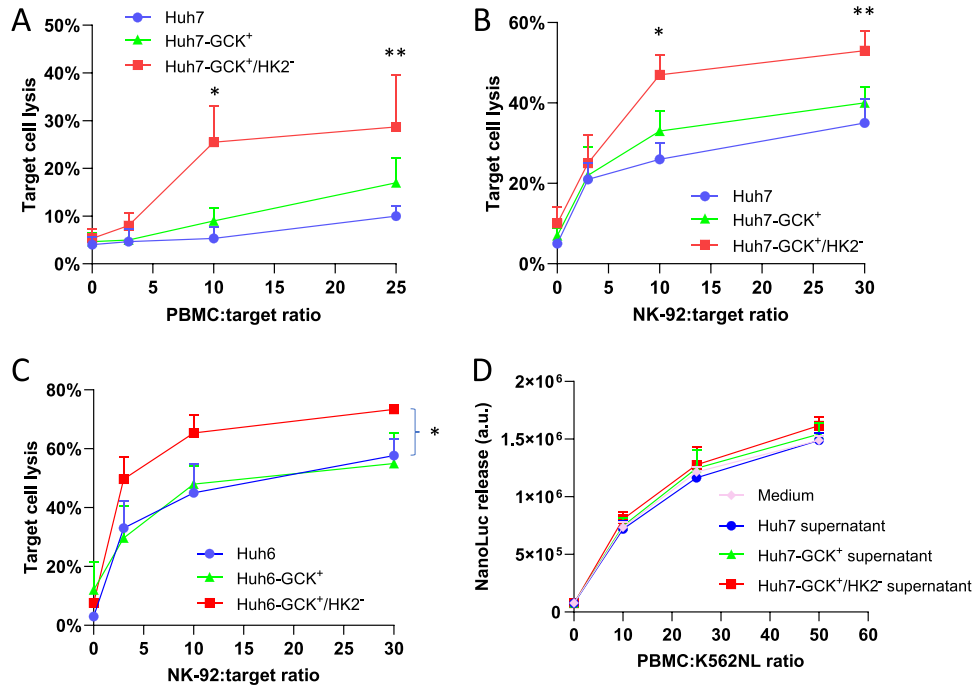 A
Huh7
Huh7-GCK⁺
Huh7-GCK⁺/HK2⁻
50%
40%
30%
20%
10%
0%
Target cell lysis
*
**
0 5 10 15 20 25
PBMC:target ratio
B
60%
40%
20%
0%
Target cell lysis
*
**
Huh7
Huh7-GCK⁺
Huh7-GCK⁺/HK2⁻
0 5 10 15 20 25 30
NK-92:target ratio
C
80%
60%
40%
20%
0%
Target cell lysis
*
Huh6
Huh6-GCK⁺
Huh6-GCK⁺/HK2⁻
0 5 10 15 20 25 30
NK-92:target ratio
D
2×10⁶
1.5×10⁶
1×10⁶
5×10⁵
0
NanoLuc release (a.u.)
Medium
Huh7 supernatant
Huh7-GCK⁺ supernatant
Huh7-GCK⁺/HK2⁻ supernatant
0 10 20 30 40 50 60
PBMC:K562NL ratio